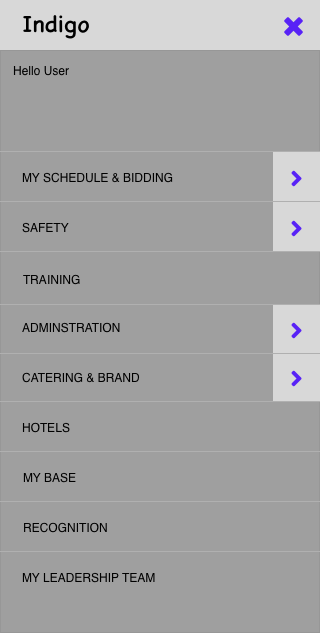 Indigo
Hello User
MY SCHEDULE & BIDDING
SAFETY
TRAINING
ADMINSTRATION
CATERING & BRAND
HOTELS
MY BASE
RECOGNITION
MY LEADERSHIP TEAM